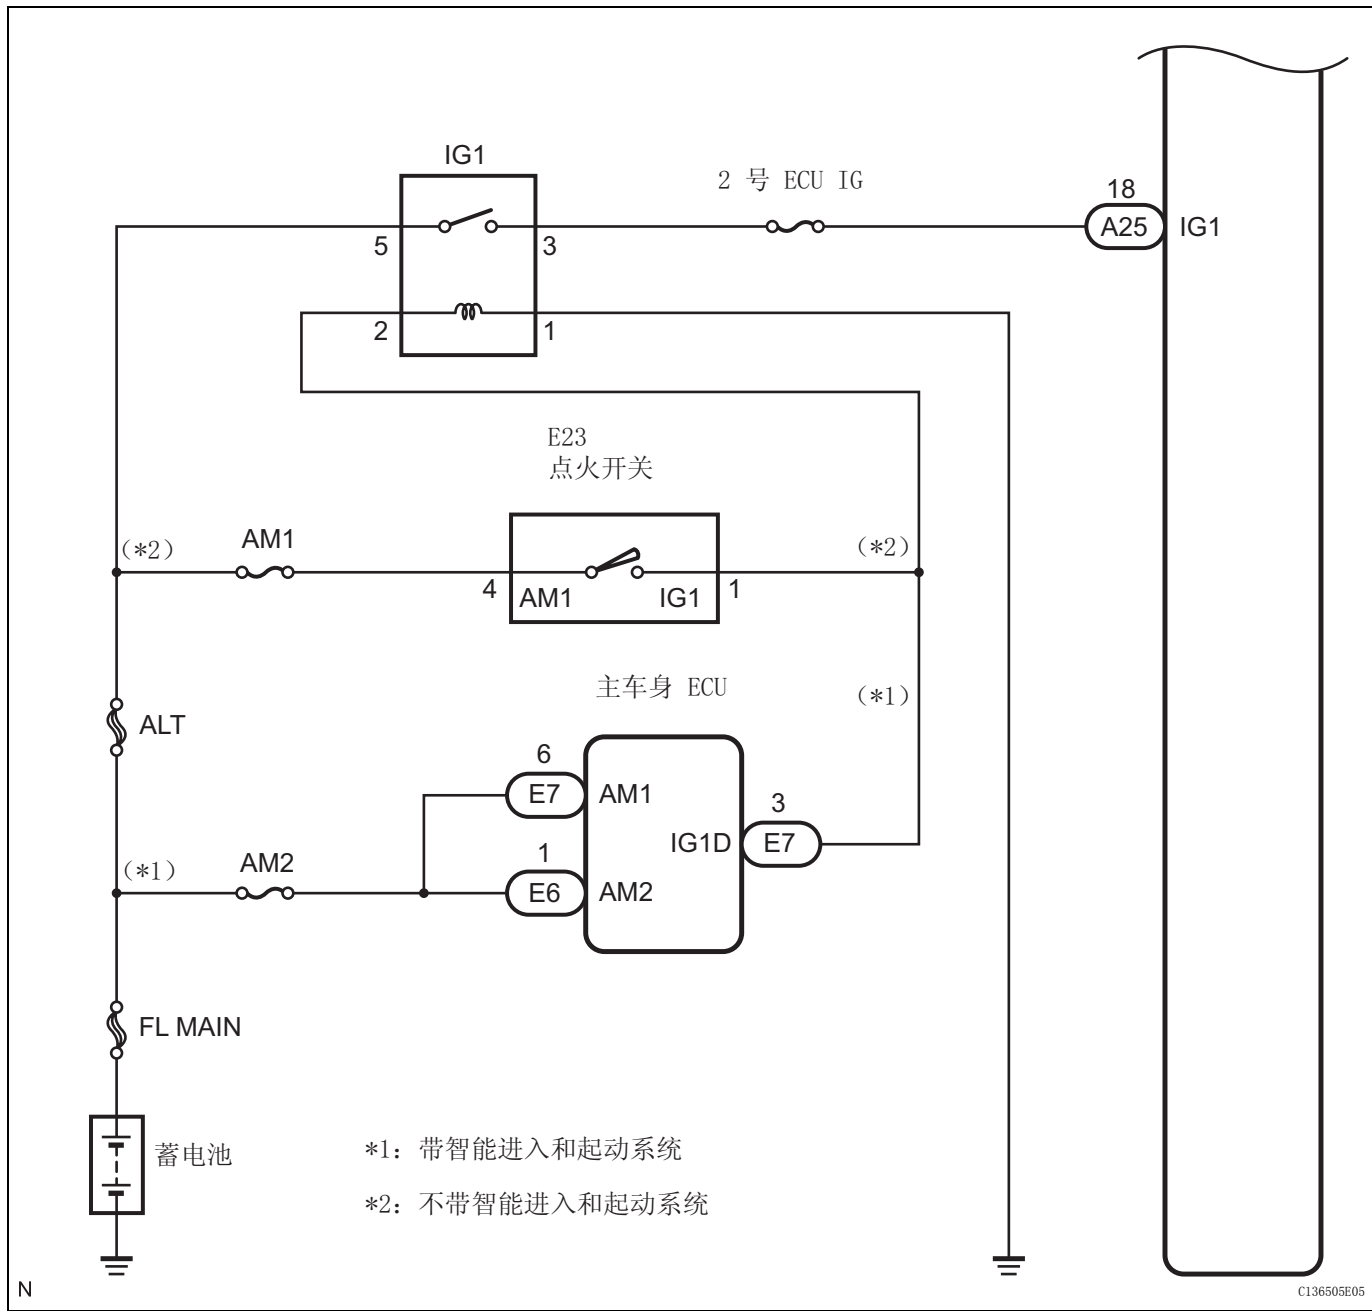 IG1
2 号 ECU IG
18
A25
IG1
5
3
2
1
E23
点火开关
(*2)
AM1
(*2)
4
AM1
IG1
1
主车身 ECU
(*1)
ALT
6
E7
AM1
3
IG1D
E7
(*1)
AM2
1
E6
AM2
FL MAIN
蓄电池
*1: 带智能进入和起动系统
*2: 不带智能进入和起动系统
N
C136505E05